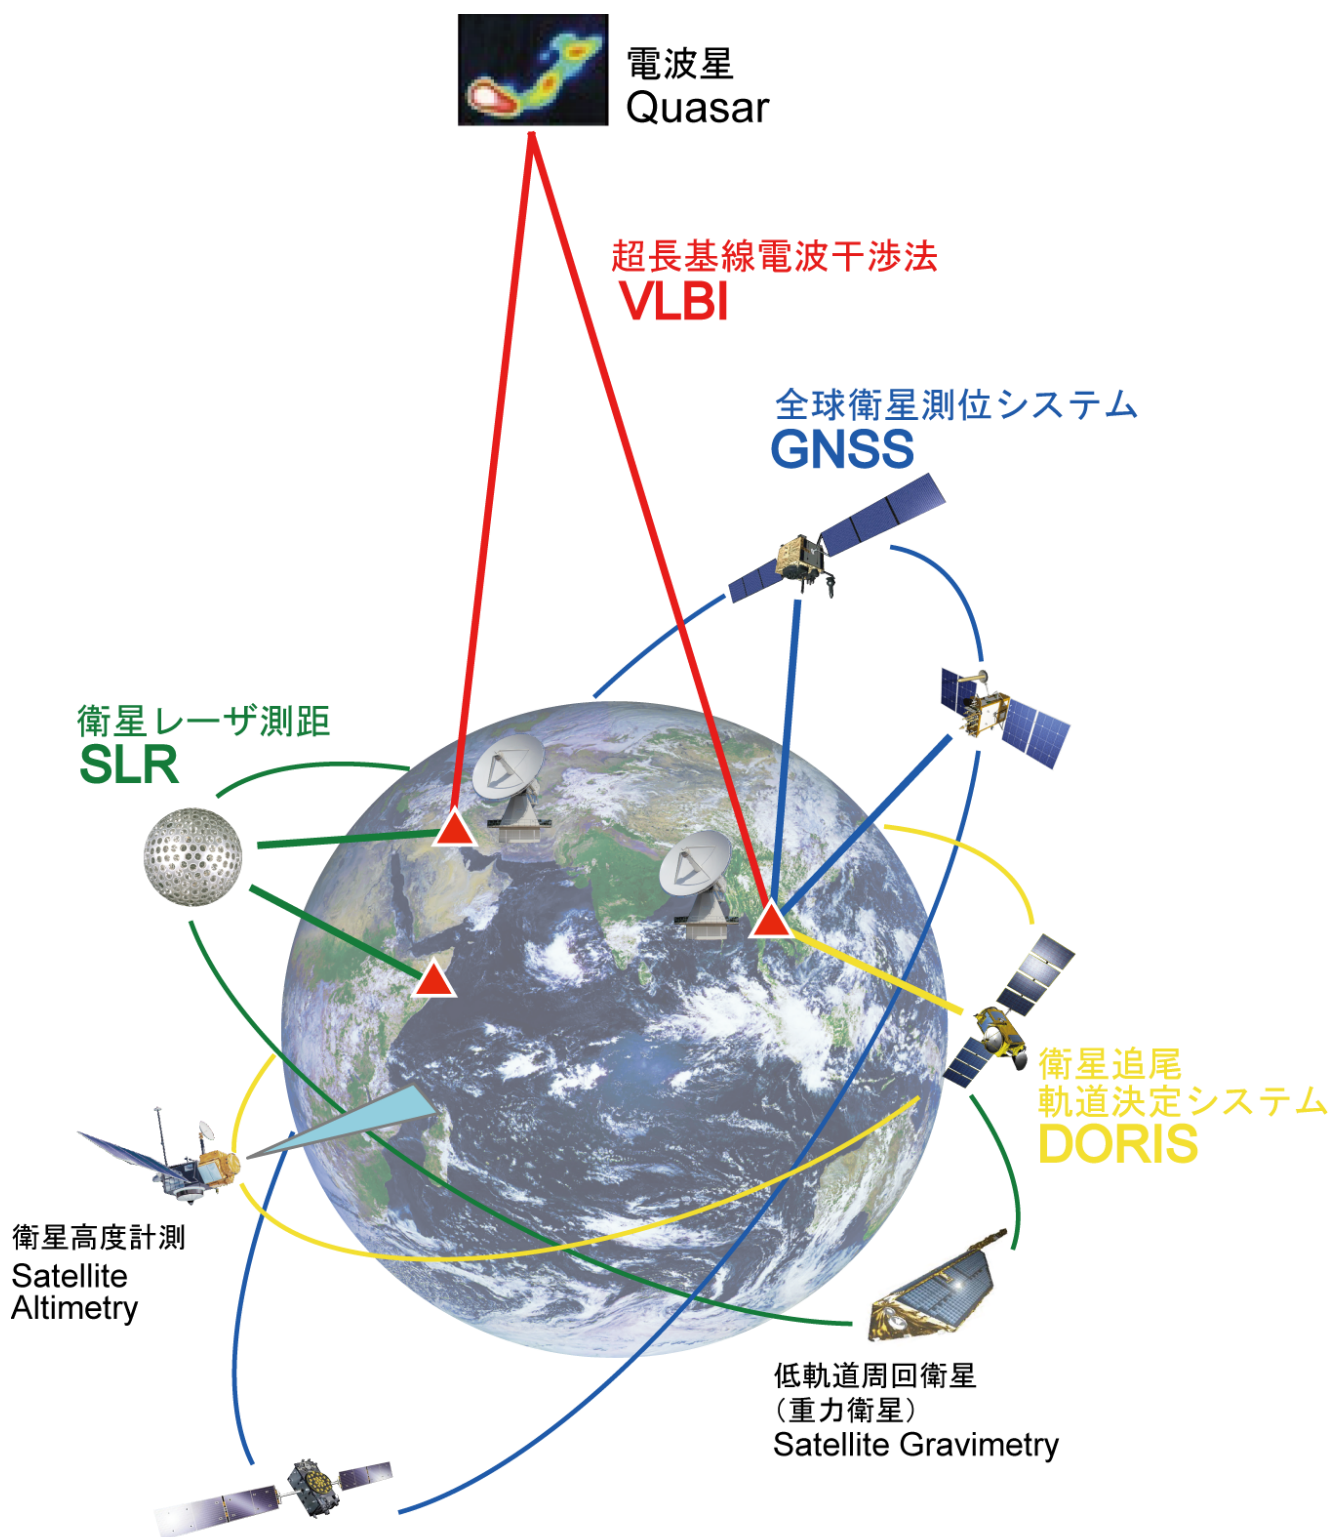 電波星
Quasar
超長基線電波干渉法
VLBI
全球衛星測位システム
GNSS
衛星レーザ測距
SLR
衛星追尾
軌道決定システム
DORIS
衛星高度計測
Satellite
Altimetry
低軌道周回衛星
（重力衛星）
Satellite Gravimetry